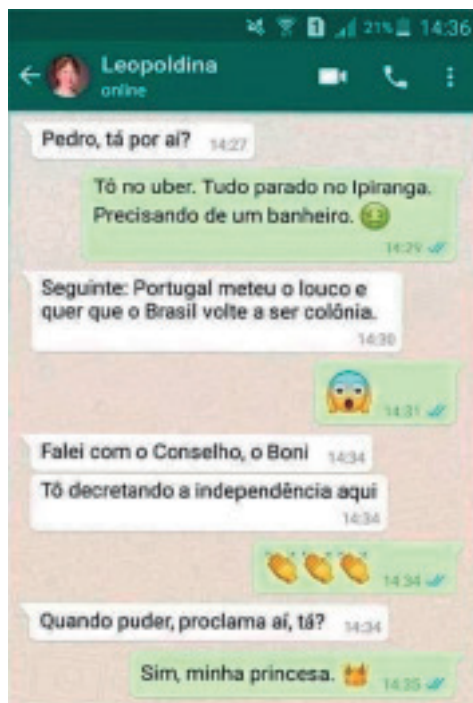 1 21% 14:36
Leopoldina
online
Pedro, tá por aí? 14:27
Tô no uber. Tudo parado no Ipiranga.
Precisando de um banheiro.
14:29
Seguinte: Portugal meteu o louco e
quer que o Brasil volte a ser colônia.
14:30
14:31
Falei com o Conselho, o Boni 14:34
Tô decretando a independência aqui
14:34
14:34
Quando puder, proclama aí, tá? 14:34
Sim, minha princesa. 14:35